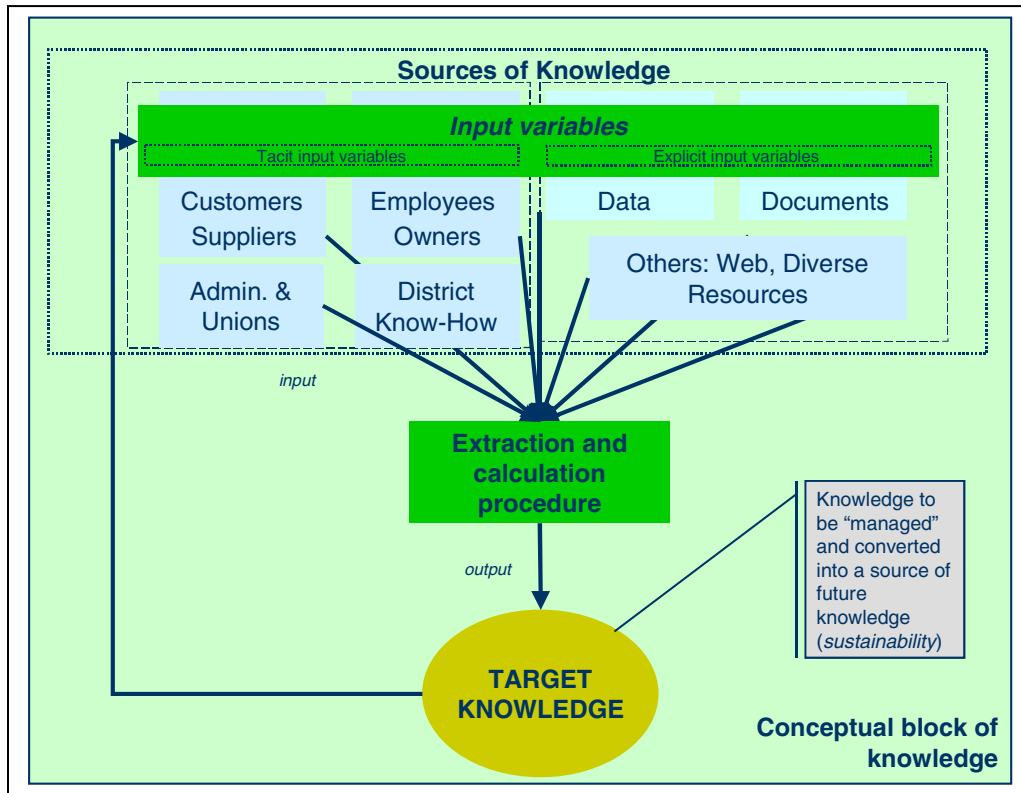 Sources of Knowledge
Input variables
Tacit input variables
Explicit input variables
Customers
Suppliers
Employees
Owners
Data
Documents
Admin. &
Unions
District
Know-How
Others: Web, Diverse
Resources
input
Extraction and
calculation
procedure
output
Knowledge to
be “managed”
and converted
into a source of
future
knowledge
(sustainability)
TARGET
KNOWLEDGE
Conceptual block of
knowledge